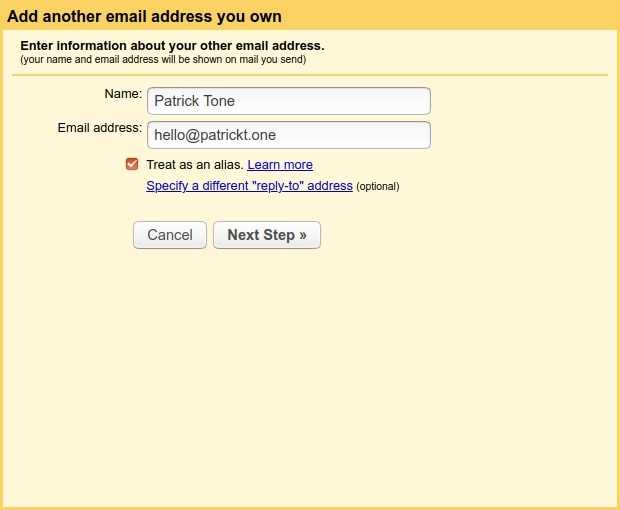 Add another email address you own
Enter information about your other email address.
(your name and email address will be shown on mail you send)
Name: Patrick Tone
Email address: hello@patrickt.one
Treat as an alias. Learn more
Specify a different "reply-to" address (optional)
Cancel Next Step »